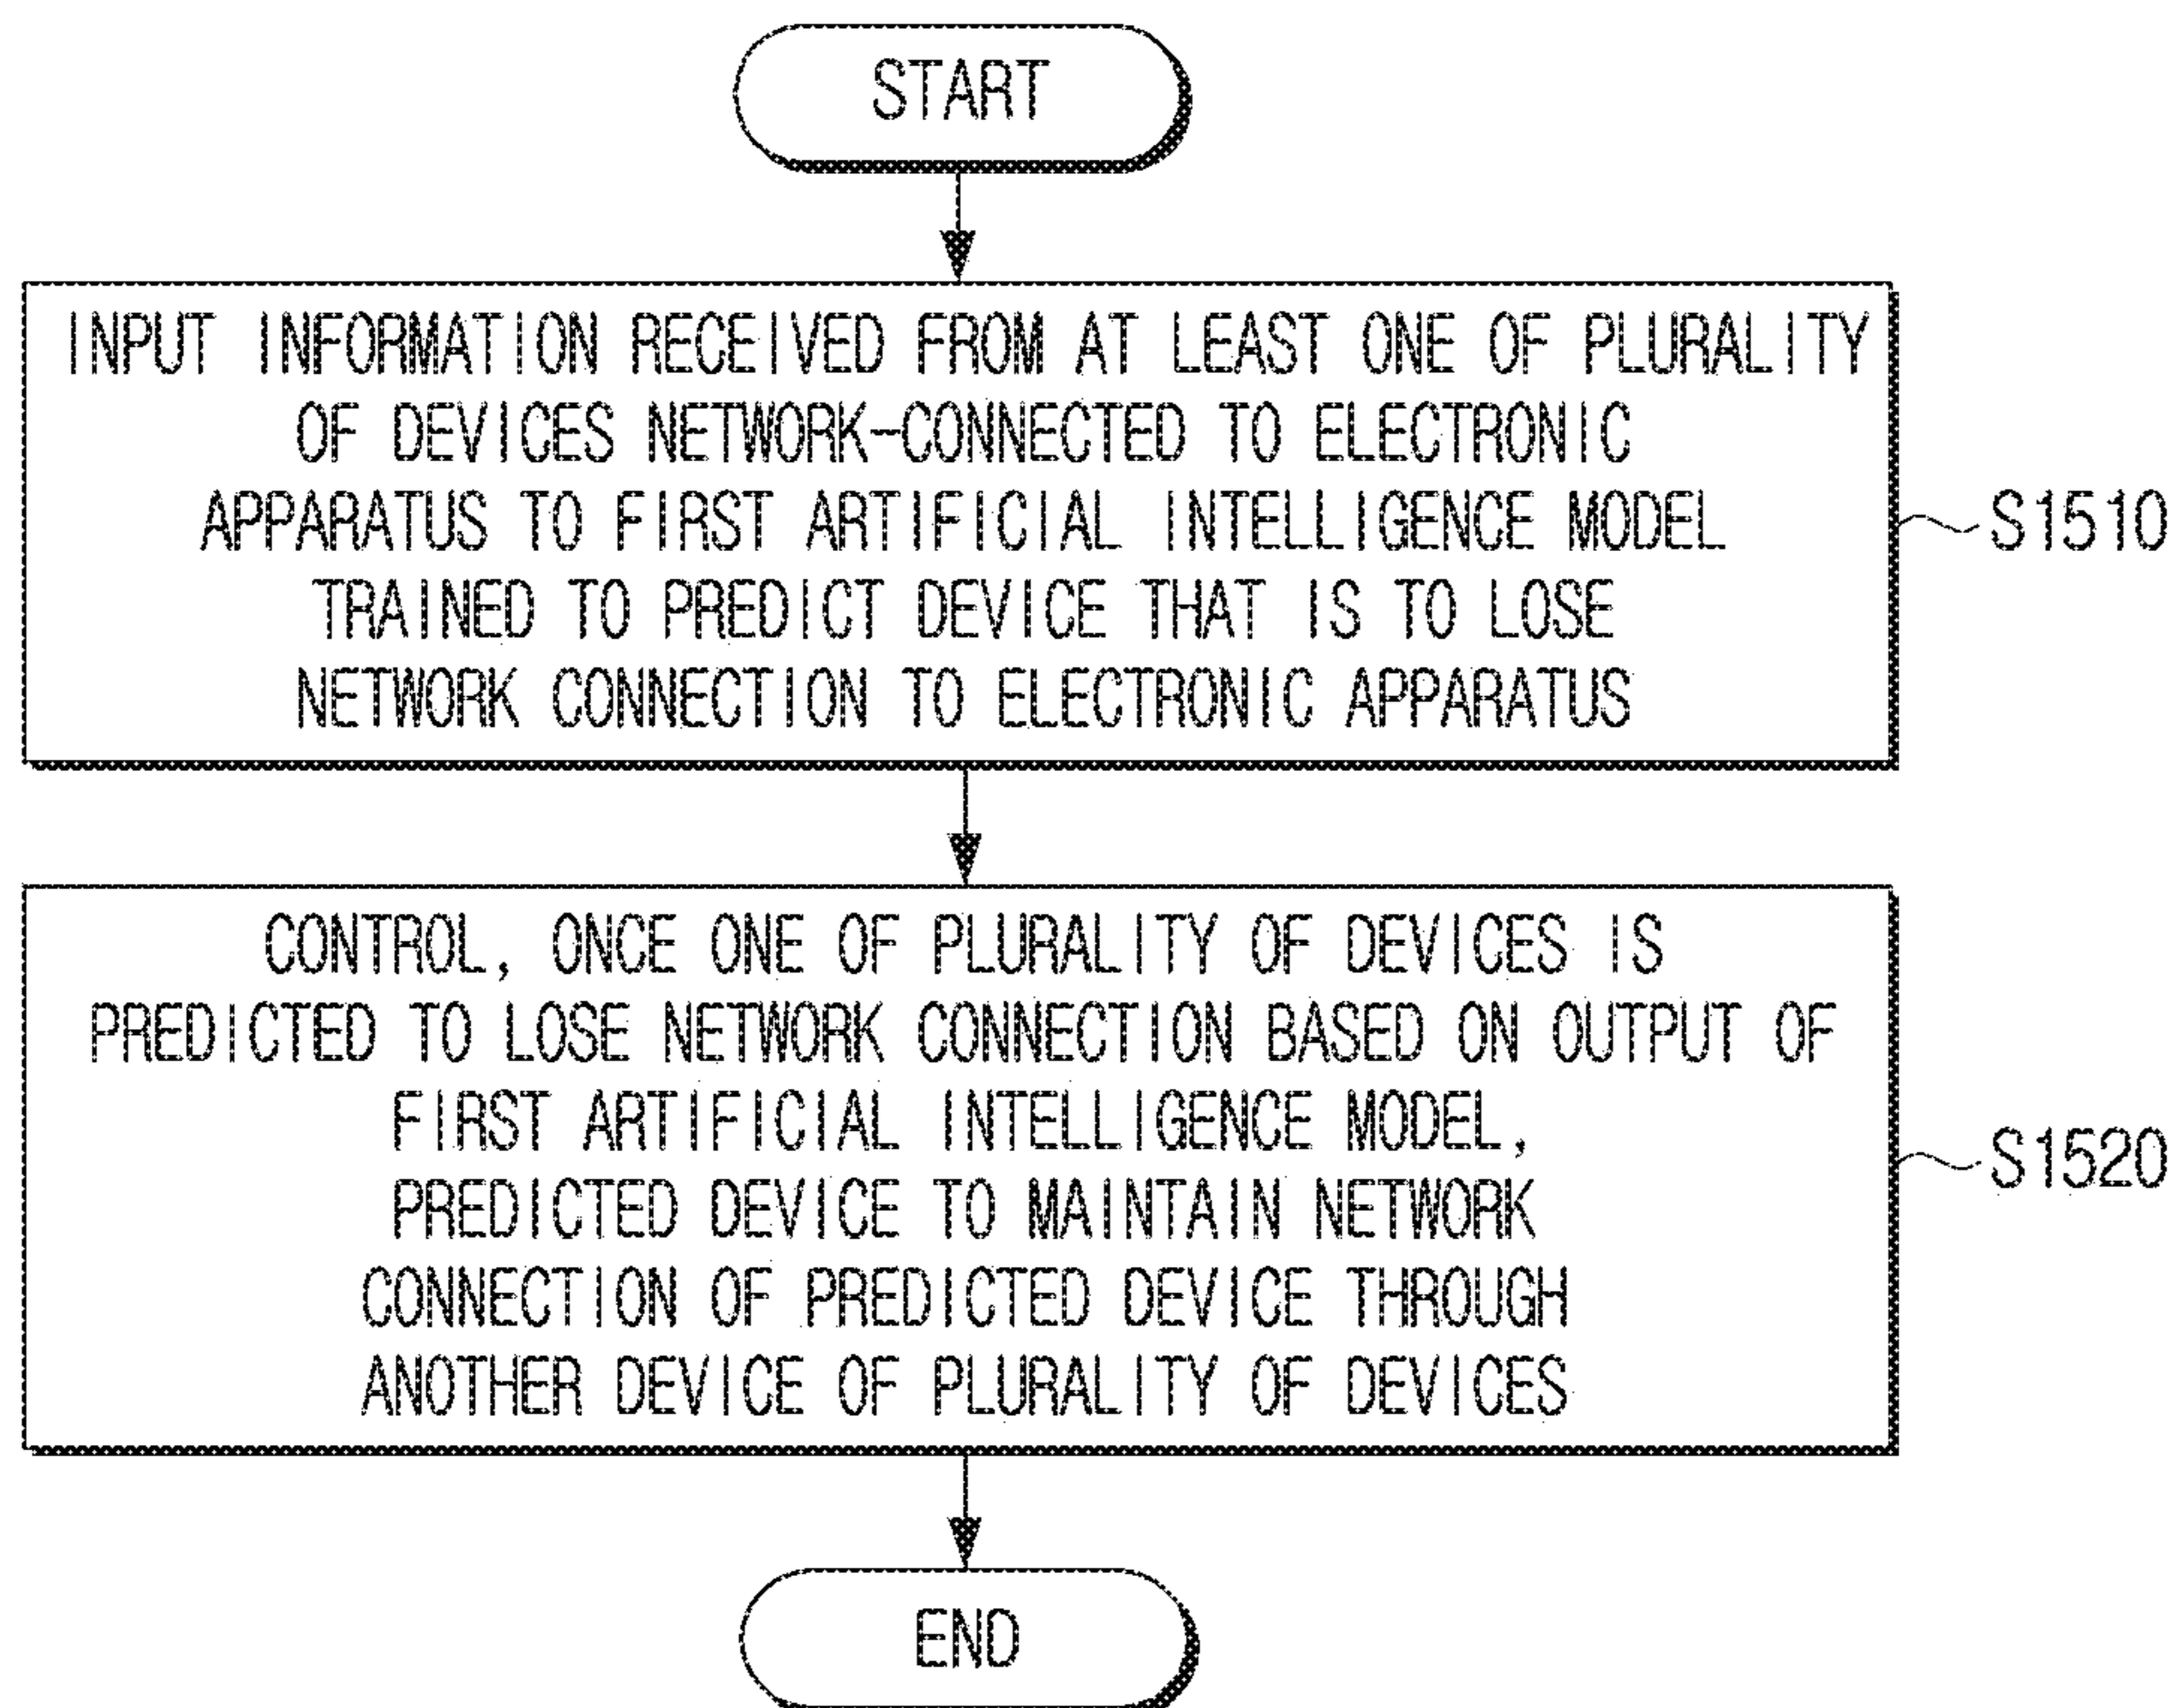 START
INPUT INFORMATION RECEIVED FROM AT LEAST ONE OF PLURALITY
OF DEVICES NETWORK-CONNECTED TO ELECTRONIC
APPARATUS TO FIRST ARTIFICIAL INTELLIGENCE MODEL
TRAINED TO PREDICT DEVICE THAT IS TO LOSE
NETWORK CONNECTION TO ELECTRONIC APPARATUS
S1510
CONTROL, ONCE ONE OF PLURALITY OF DEVICES IS
PREDICTED TO LOSE NETWORK CONNECTION BASED ON OUTPUT OF
FIRST ARTIFICIAL INTELLIGENCE MODEL,
PREDICTED DEVICE TO MAINTAIN NETWORK
CONNECTION OF PREDICTED DEVICE THROUGH
ANOTHER DEVICE OF PLURALITY OF DEVICES
S1520
END